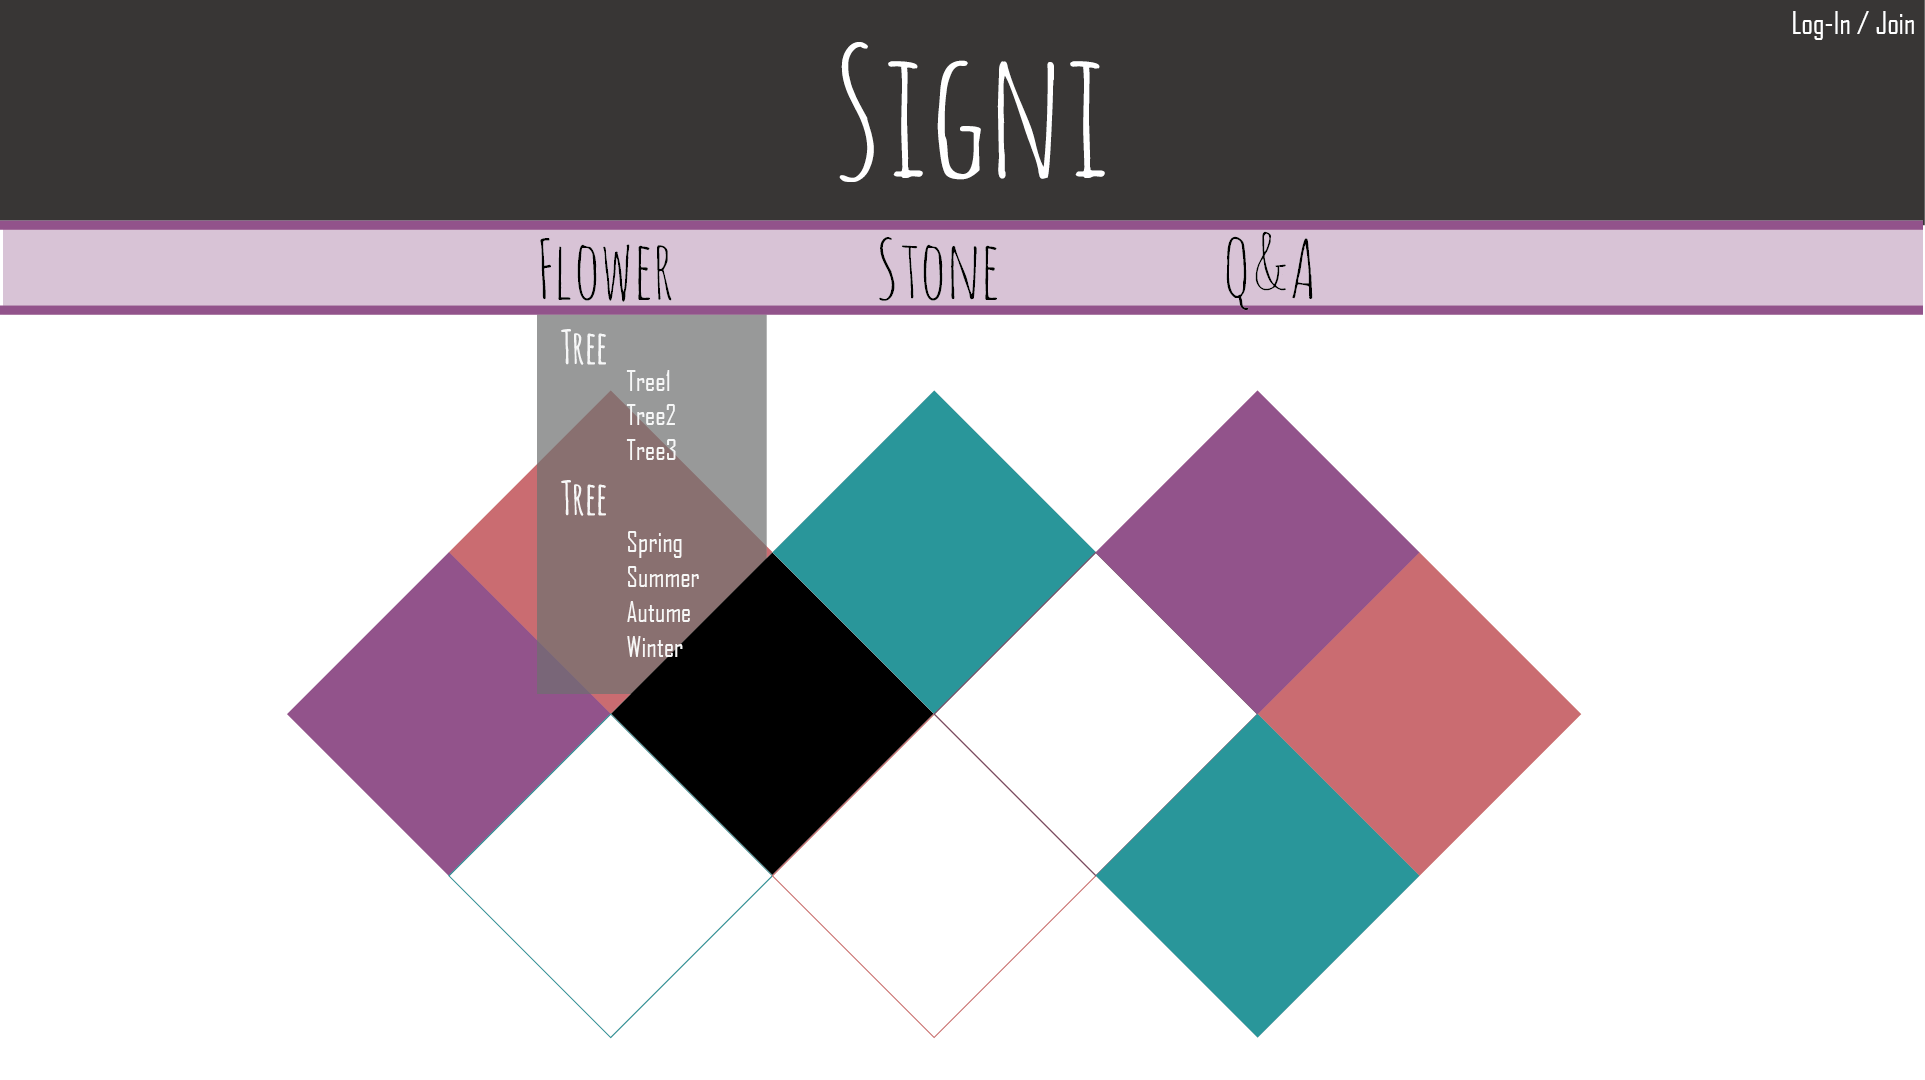 Log-In / Join
Signi
Flower
Stone
Q&A
Tree
Tree1
Tree2
Tree3
Tree
Spring
Summer
Autume
Winter